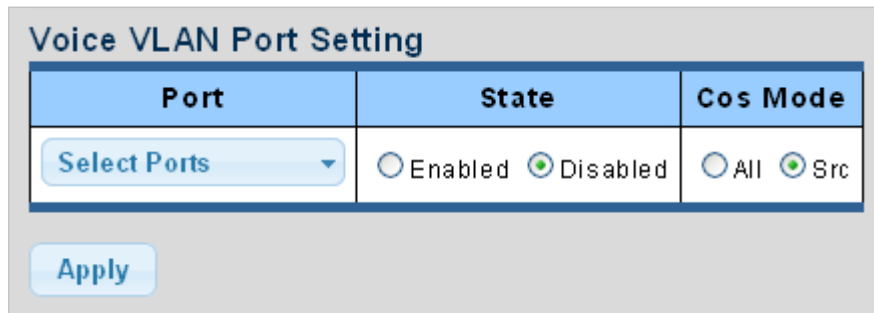 Voice VLAN Port Setting
Port State Cos Mode
Select Ports Enabled Disabled All Src
Apply